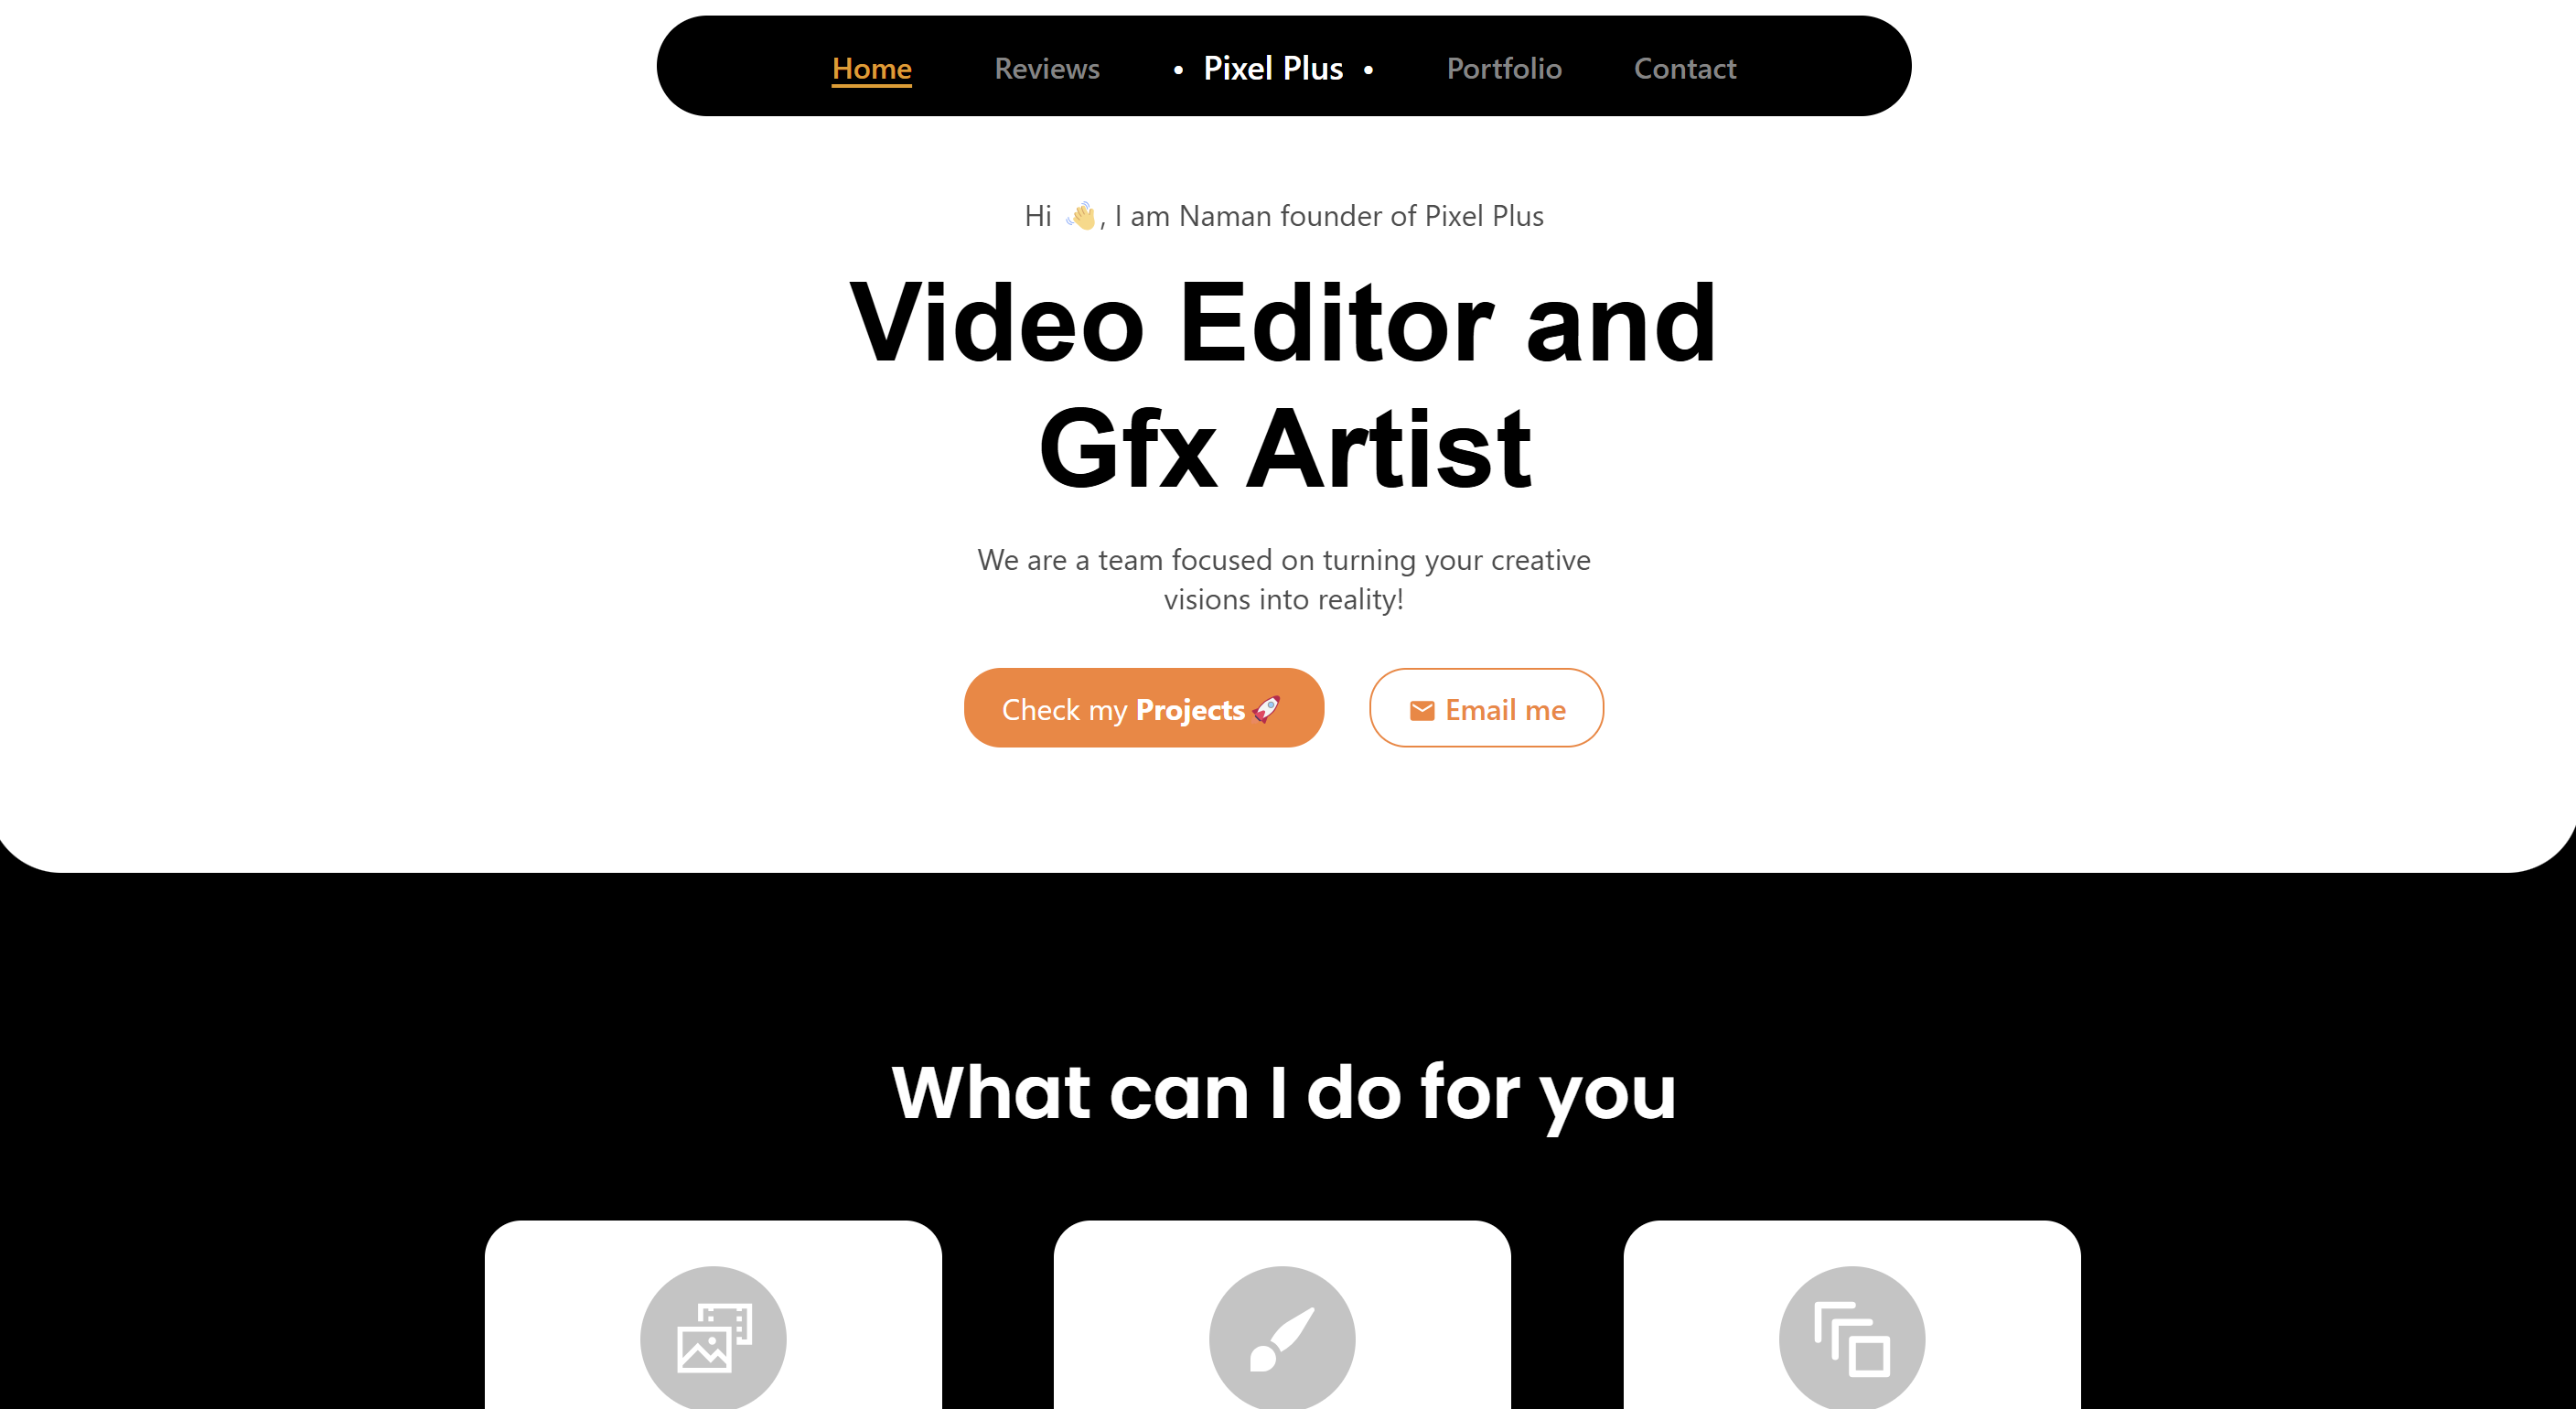 Home Reviews • Pixel Plus • Portfolio Contact
Hi 👋, I am Naman founder of Pixel Plus
Video Editor and
Gfx Artist
We are a team focused on turning your creative
visions into reality!
Check my Projects 🚀 Email me
What can I do for you